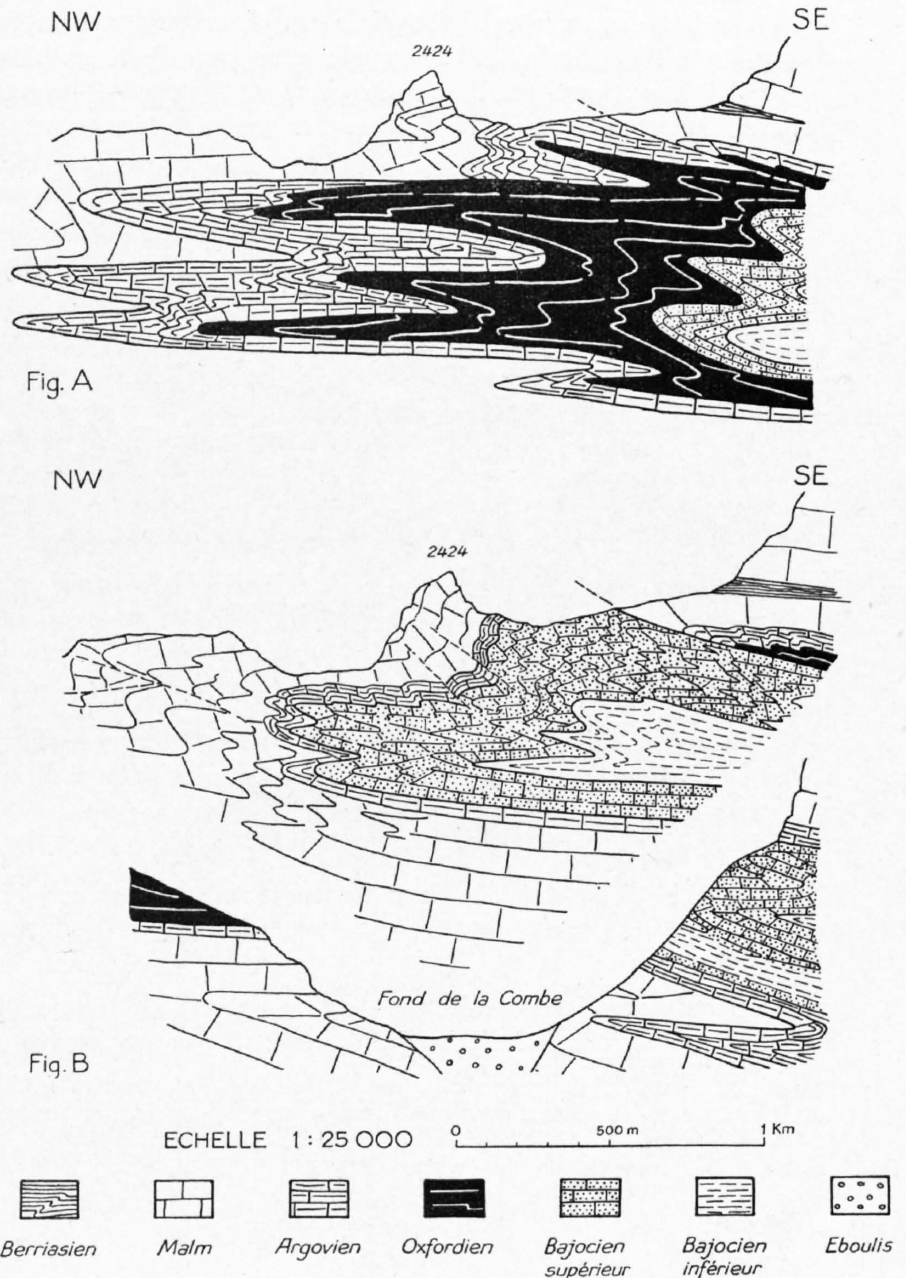 NW
SE
2424
Fig. A
NW
SE
2424
Fond de la Combe
Fig. B
ECHELLE 1 : 25 000
0 500 m 1 Km
Berriasien Malm Argovien Oxfordien Bajocien supérieur Bajocien inférieur Eboulis